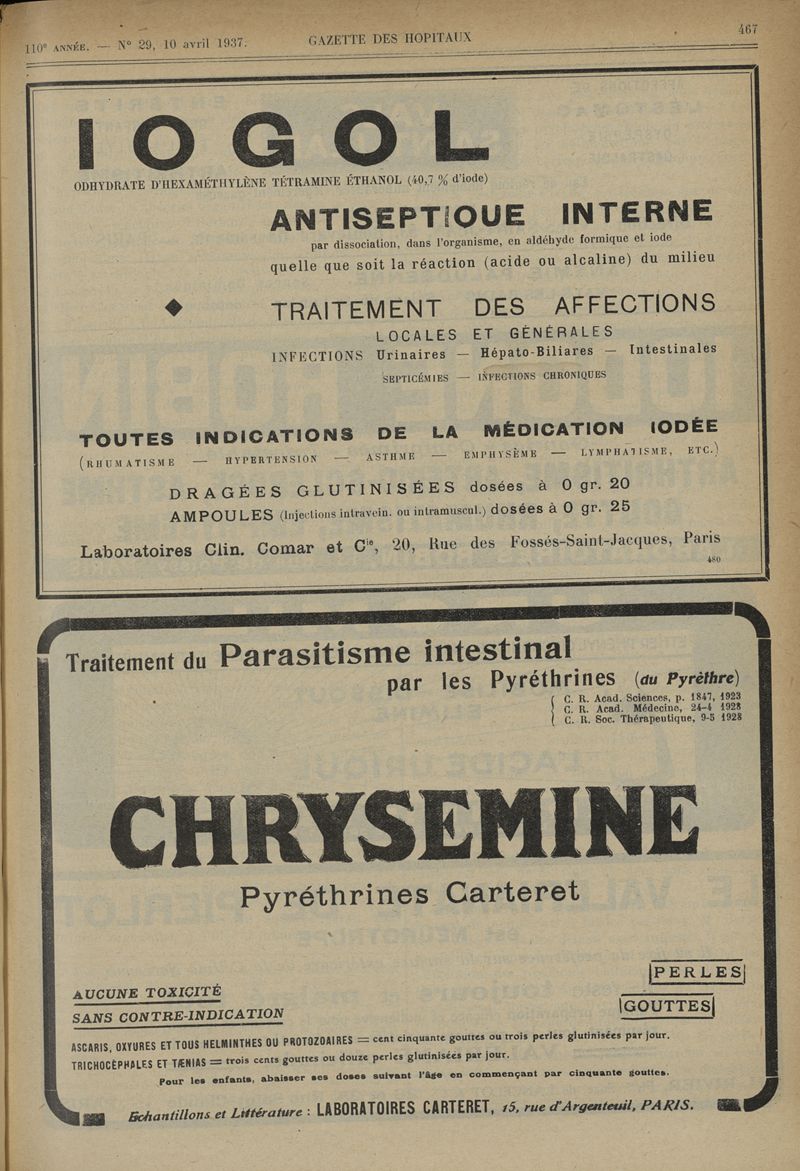 110e ANNÉE. — N° 29, 10 avril 1937. GAZETTE DES HOPITAUX 467
IOGOL
ODHYDRATE D'HEXAMÉTHYLÈNE TÉTRAMINE ÉTHANOL (40,7 % d'iode)
ANTISEPTIQUE INTERNE
par dissociation, dans l'organisme, en aldéhyde formique et iode
quelle que soit la réaction (acide ou alcaline) du milieu
◆ TRAITEMENT DES AFFECTIONS
LOCALES ET GÉNÉRALES
INFECTIONS Urinaires — Hépato-Biliares — Intestinales
SEPTICÉMIES — INFECTIONS CHRONIQUES
TOUTES INDICATIONS DE LA MÉDICATION IODÉE
(RHUMATISME — HYPERTENSION — ASTHME — EMPHYSÈME — LYMPHATISME, ETC.)
DRAGÉES GLUTINISÉES dosées à 0 gr. 20
AMPOULES (Injections intravein. ou intramuscul.) dosées à 0 gr. 25
Laboratoires Clin. Comar et Cie, 20, Rue des Fossés-Saint-Jacques, Paris
480
Traitement du Parasitisme intestinal
par les Pyréthrines (du Pyrèthre)
C. R. Acad. Sciences, p. 1847, 1923
C. R. Acad. Médecine, 24-4 1928
C. R. Soc. Thérapeutique, 9-5 1928
CHRYSEMINE
Pyréthrines Carteret
PERLES
AUCUNE TOXICITÉ
GOUTTES
SANS CONTRE-INDICATION
ASCARIS, OXYURES ET TOUS HELMINTHES OU PROTOZOAIRES = cent cinquante gouttes ou trois perles glutinisées par jour.
TRICHOCÉPHALES ET TÆNIAS = trois cents gouttes ou douze perles glutinisées par jour.
Pour les enfants, abaisser ses doses suivant l'âge en commençant par cinquante gouttes.
Echantillons et Littérature : LABORATOIRES CARTERET, 15, rue d'Argenteuil, PARIS.